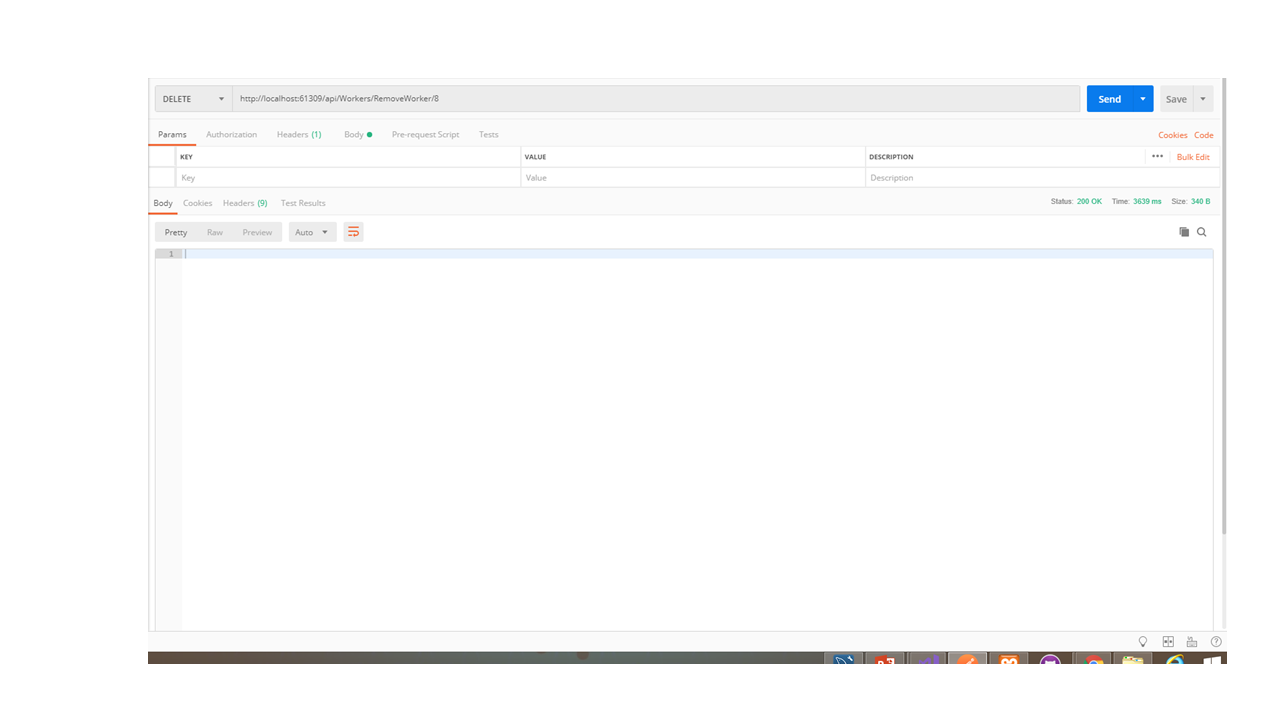 DELETE http://localhost:61309/api/Workers/RemoveWorker/8 Send Save
Params Authorization Headers (1) Body Pre-request Script Tests Cookies Code
KEY VALUE DESCRIPTION ••• Bulk Edit
Key Value Description
Body Cookies Headers (9) Test Results Status: 200 OK Time: 3639 ms Size: 340 B
Pretty Raw Preview Auto
1